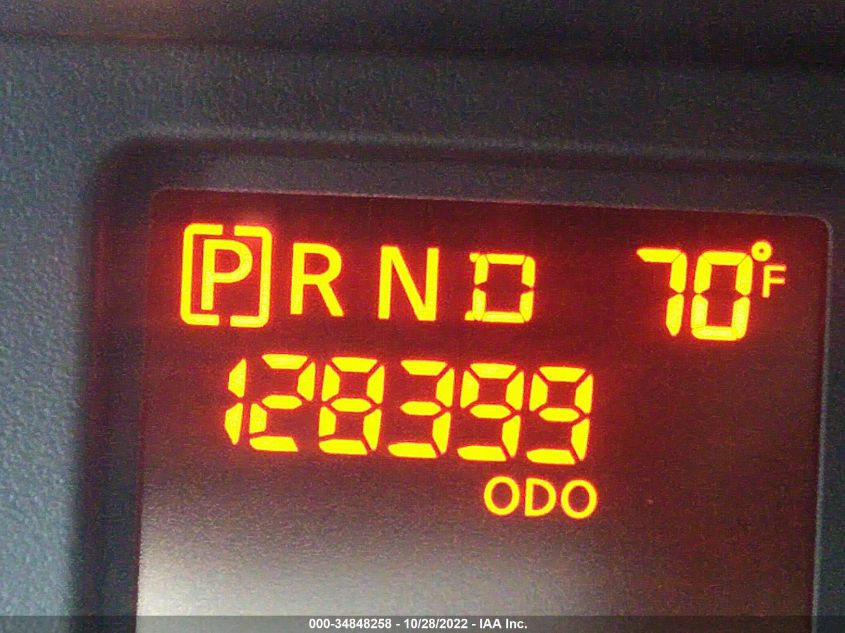 [P] R N D 70°F
128399
ODO
000-34848258 - 10/28/2022 - IAA Inc.